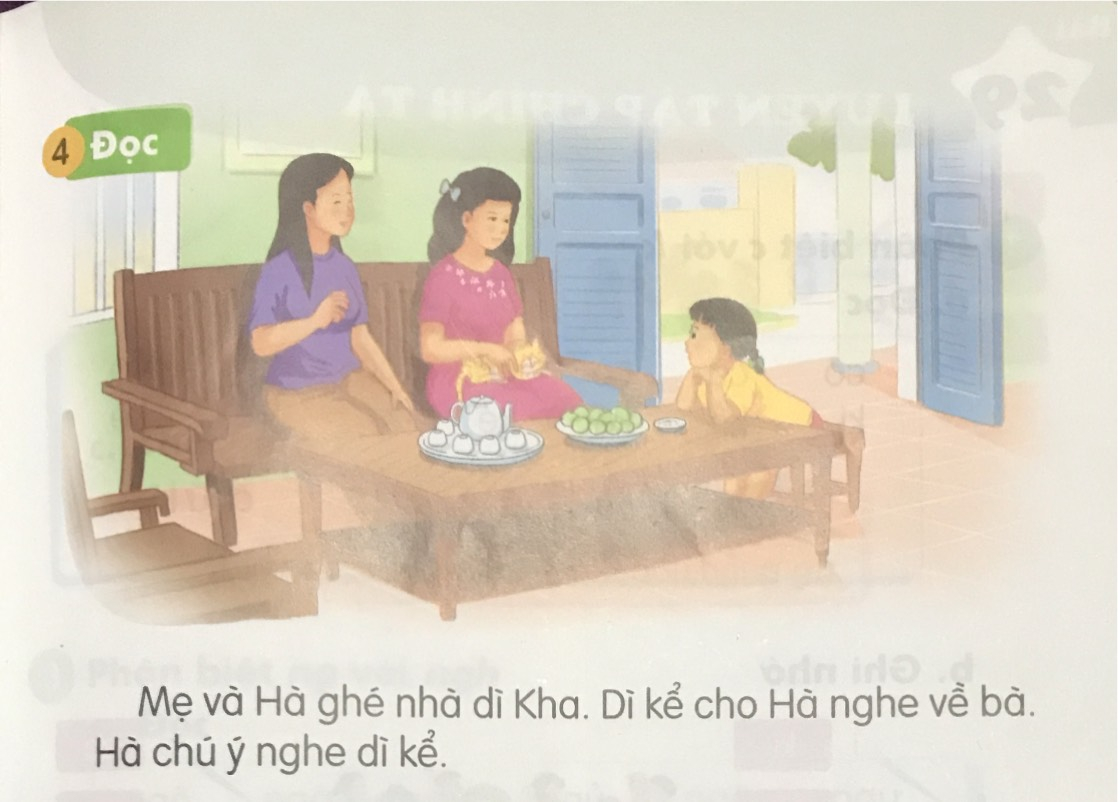 4 Đọc
Mẹ và Hà ghé nhà dì Kha. Dì kể cho Hà nghe về bà.
Hà chú ý nghe dì kể.